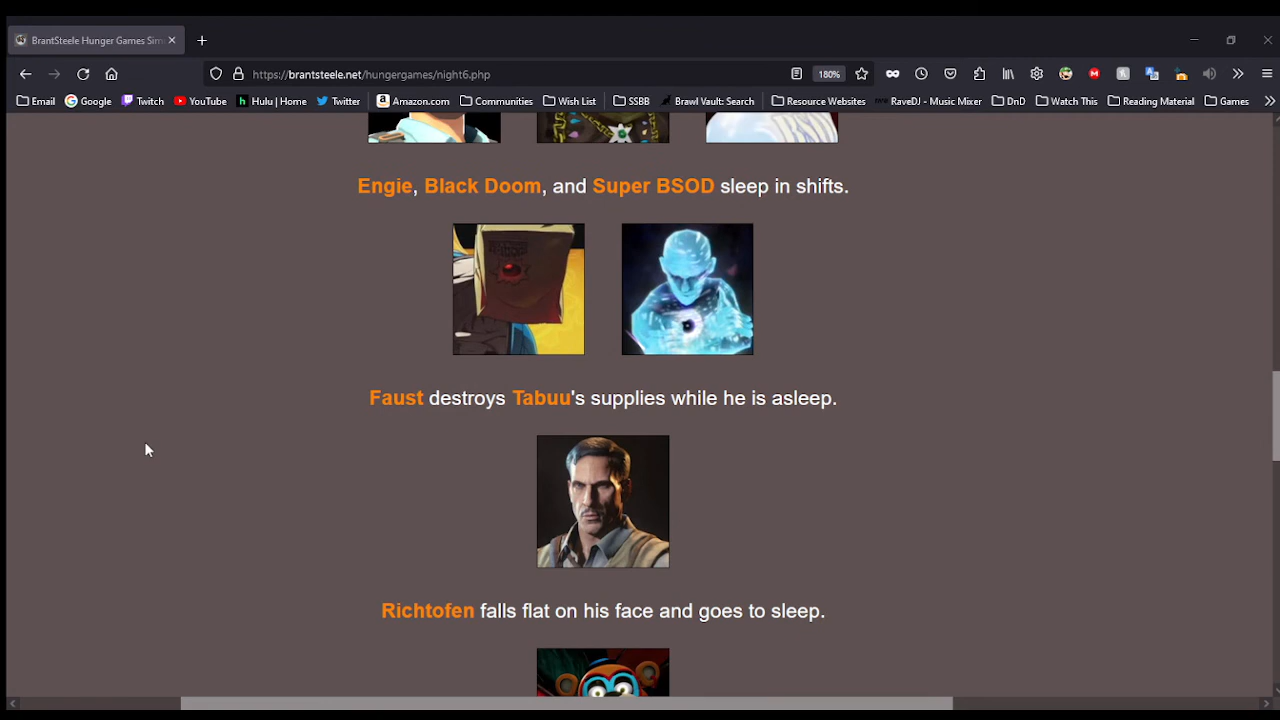 BrantSteele Hunger Games Sim
https://brantsteele.net/hungergames/night6.php
180%
Email
Google
Twitch
YouTube
Hulu | Home
Twitter
Amazon.com
Communities
Wish List
SSBB
Brawl Vault: Search
Resource Websites
RaveDJ - Music Mixer
DnD
Watch This
Reading Material
Games
Engie, Black Doom, and Super BSOD sleep in shifts.
Faust destroys Tabuu's supplies while he is asleep.
Richtofen falls flat on his face and goes to sleep.